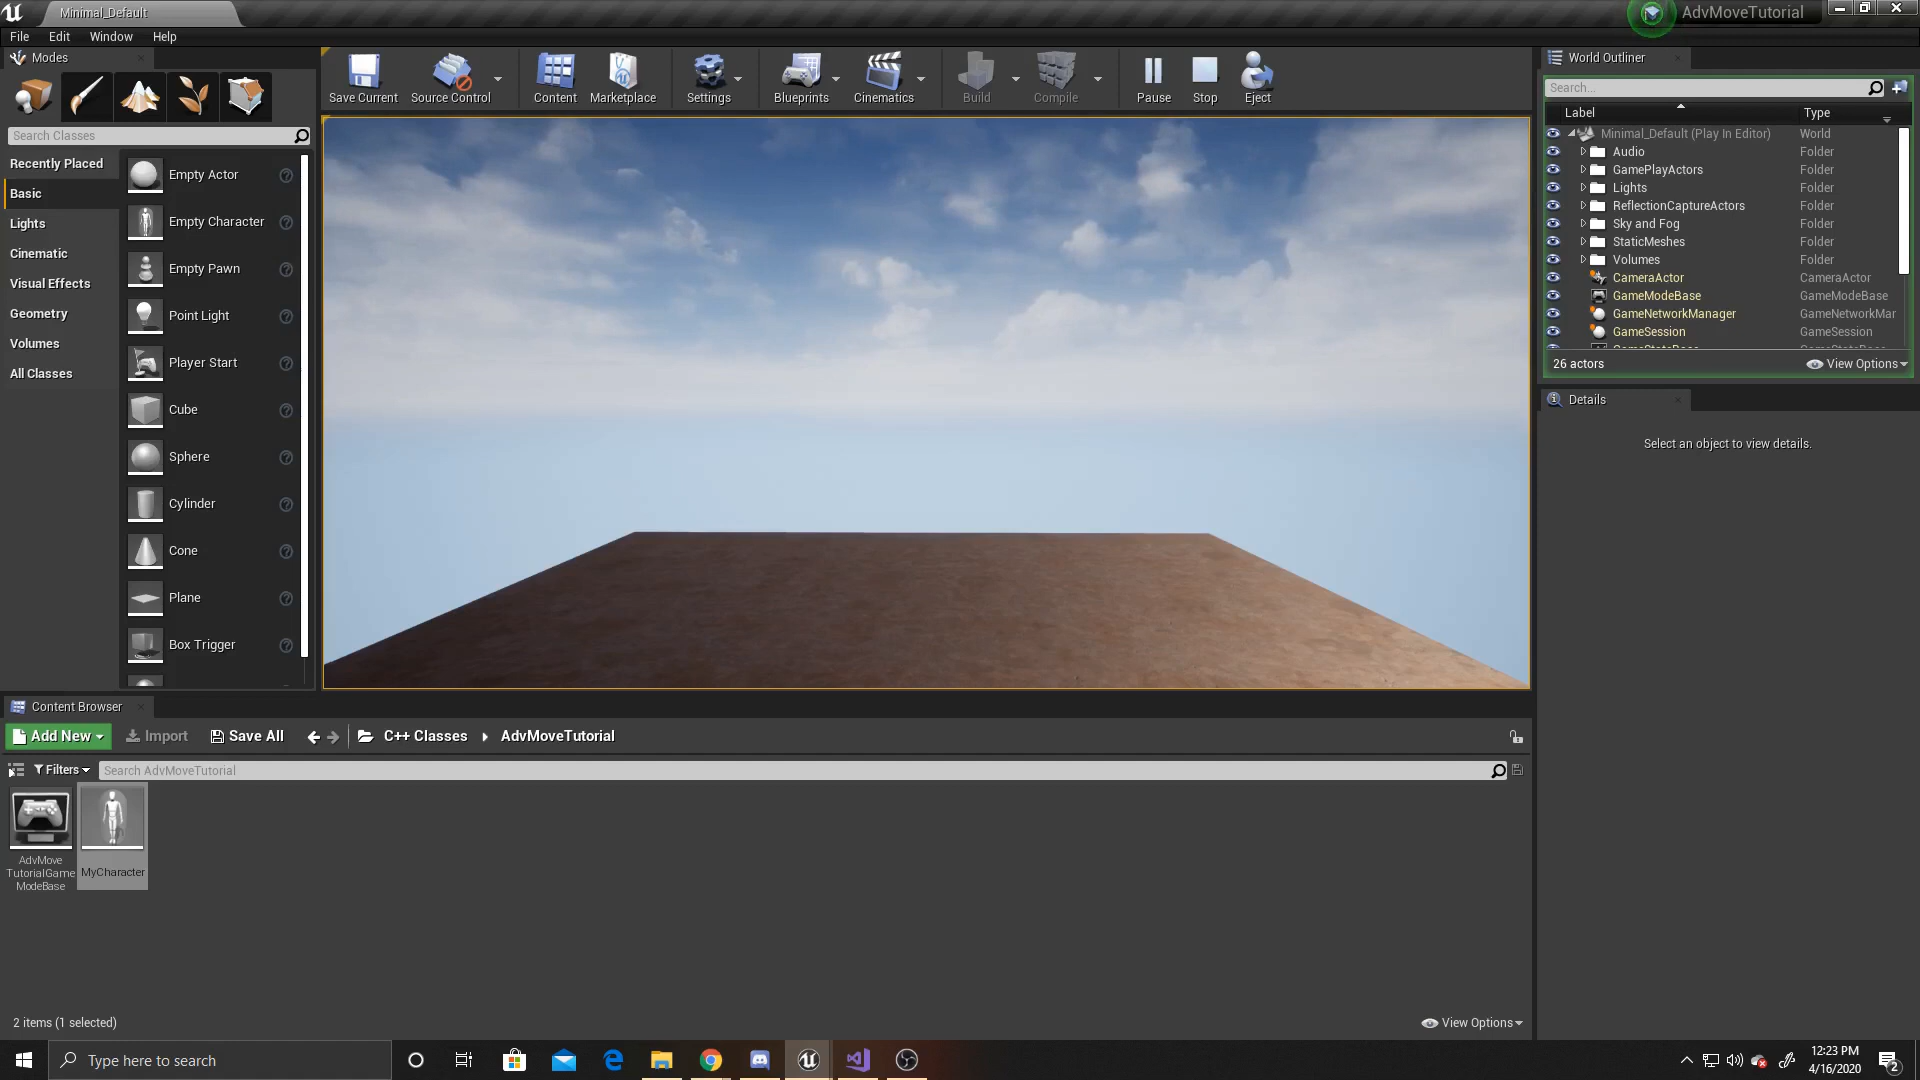 Minimal_Default
AdvMoveTutorial
File Edit Window Help
Modes
Save Current
Source Control
Content
Marketplace
Settings
Blueprints
Cinematics
Build
Compile
Pause
Stop
Eject
World Outliner
Search...
Label Type
Minimal_Default (Play In Editor) World
Audio Folder
GamePlayActors Folder
Lights Folder
ReflectionCaptureActors Folder
Sky and Fog Folder
StaticMeshes Folder
Volumes Folder
CameraActor CameraActor
GameModeBase GameModeBase
GameNetworkManager GameNetworkMar
GameSession GameSession
26 actors
View Options
Details
Select an object to view details.
Search Classes
Recently Placed
Basic
Lights
Cinematic
Visual Effects
Geometry
Volumes
All Classes
Empty Actor
Empty Character
Empty Pawn
Point Light
Player Start
Cube
Sphere
Cylinder
Cone
Plane
Box Trigger
Content Browser
Add New
Import
Save All
C++ Classes
AdvMoveTutorial
Filters
Search AdvMoveTutorial
AdvMove
TutorialGame
ModeBase
MyCharacter
2 items (1 selected)
View Options
Type here to search
12:23 PM
4/16/2020
2